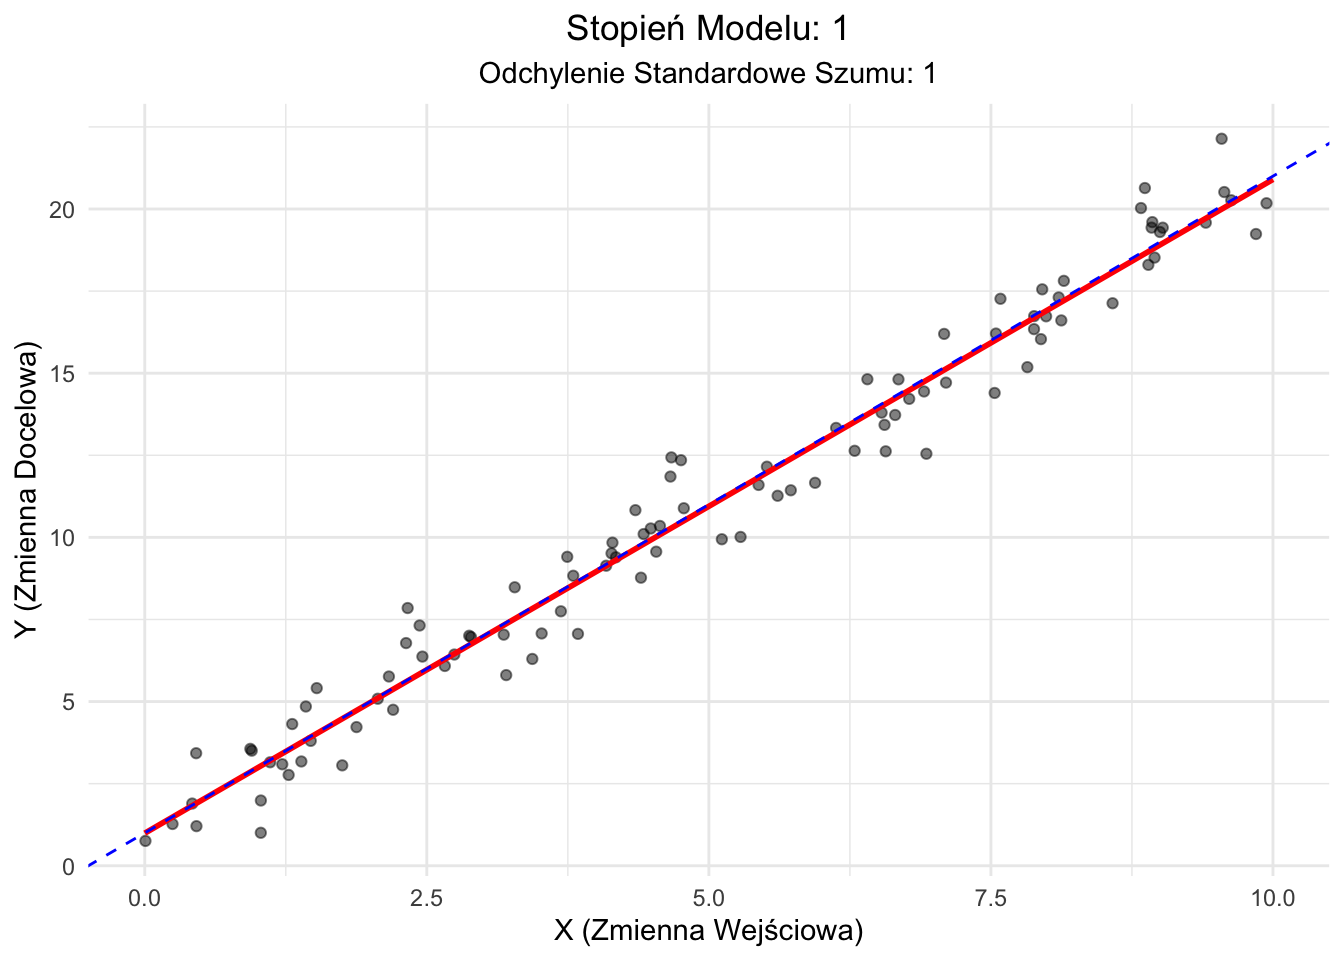 Stopień Modelu: 1
Odchylenie Standardowe Szumu: 1
20
15
10
5
0
Y (Zmienna Docelowa)
0.0 2.5 5.0 7.5 10.0
X (Zmienna Wejściowa)